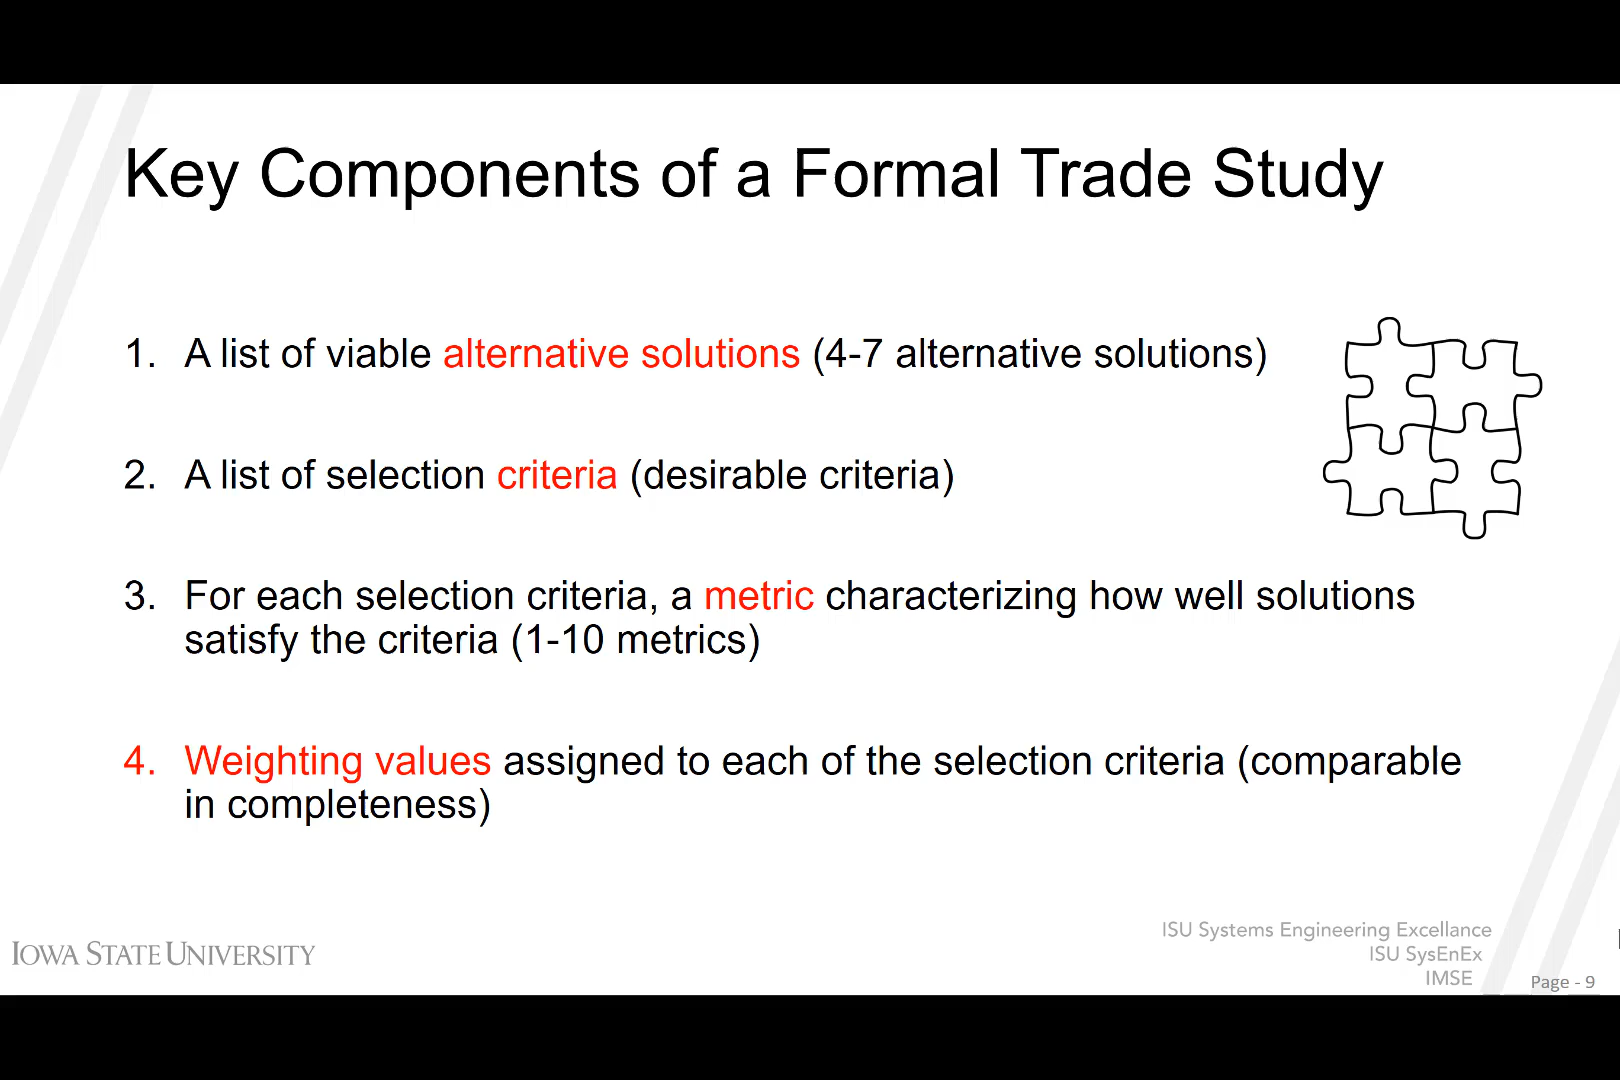 Key Components of a Formal Trade Study
1. A list of viable alternative solutions (4-7 alternative solutions)
2. A list of selection criteria (desirable criteria)
3. For each selection criteria, a metric characterizing how well solutions
satisfy the criteria (1-10 metrics)
4. Weighting values assigned to each of the selection criteria (comparable
in completeness)
IOWA STATE UNIVERSITY
ISU Systems Engineering Excellance
ISU SysEnEx
IMSE
Page - 9